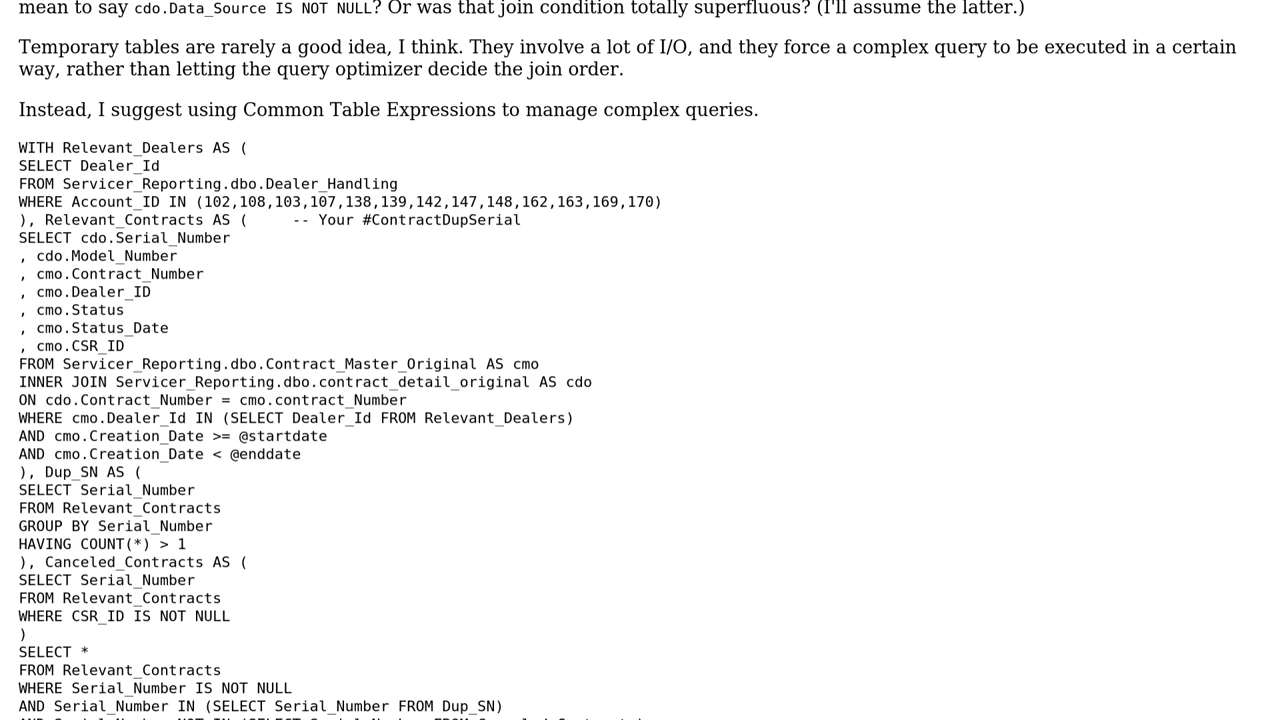 mean to say cdo.Data_Source IS NOT NULL? Or was that join condition totally superfluous? (I'll assume the latter.)
Temporary tables are rarely a good idea, I think. They involve a lot of I/O, and they force a complex query to be executed in a certain
way, rather than letting the query optimizer decide the join order.
Instead, I suggest using Common Table Expressions to manage complex queries.
WITH Relevant_Dealers AS (
SELECT Dealer_Id
FROM Servicer_Reporting.dbo.Dealer_Handling
WHERE Account_ID IN (102,108,103,107,138,139,142,147,148,162,163,169,170)
), Relevant_Contracts AS (     -- Your #ContractDupSerial
SELECT cdo.Serial_Number
, cdo.Model_Number
, cmo.Contract_Number
, cmo.Dealer_ID
, cmo.Status
, cmo.Status_Date
, cmo.CSR_ID
FROM Servicer_Reporting.dbo.Contract_Master_Original AS cmo
INNER JOIN Servicer_Reporting.dbo.contract_detail_original AS cdo
ON cdo.Contract_Number = cmo.contract_Number
WHERE cmo.Dealer_Id IN (SELECT Dealer_Id FROM Relevant_Dealers)
AND cmo.Creation_Date >= @startdate
AND cmo.Creation_Date < @enddate
), Dup_SN AS (
SELECT Serial_Number
FROM Relevant_Contracts
GROUP BY Serial_Number
HAVING COUNT(*) > 1
), Canceled_Contracts AS (
SELECT Serial_Number
FROM Relevant_Contracts
WHERE CSR_ID IS NOT NULL
)
SELECT *
FROM Relevant_Contracts
WHERE Serial_Number IS NOT NULL
AND Serial_Number IN (SELECT Serial_Number FROM Dup_SN)